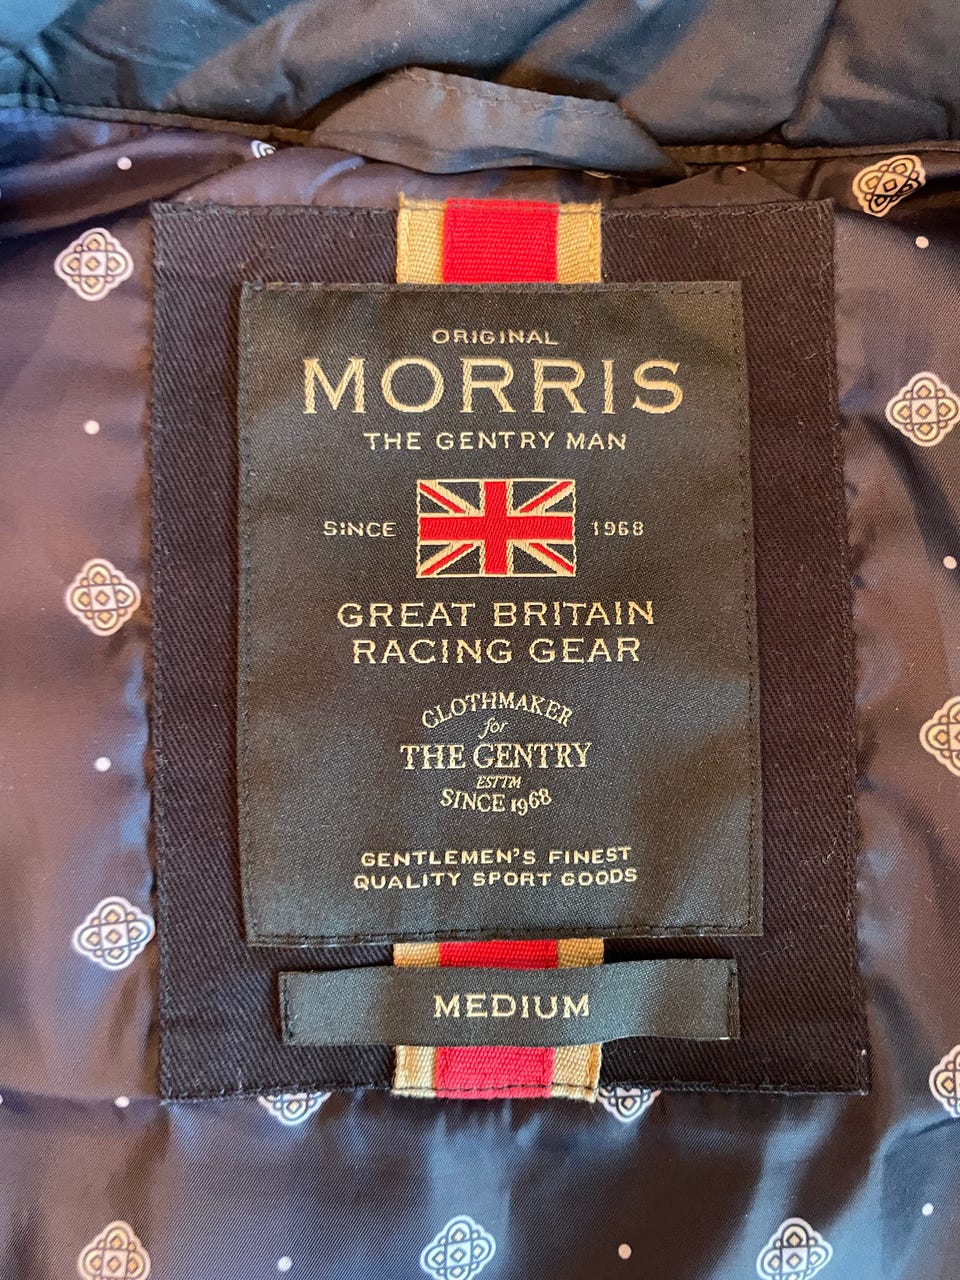 ORIGINAL
MORRIS
THE GENTRY MAN
SINCE 1968
GREAT BRITAIN
RACING GEAR
CLOTHMAKER
for
THE GENTRY
ESTTM
SINCE 1968
GENTLEMEN'S FINEST
QUALITY SPORT GOODS
MEDIUM